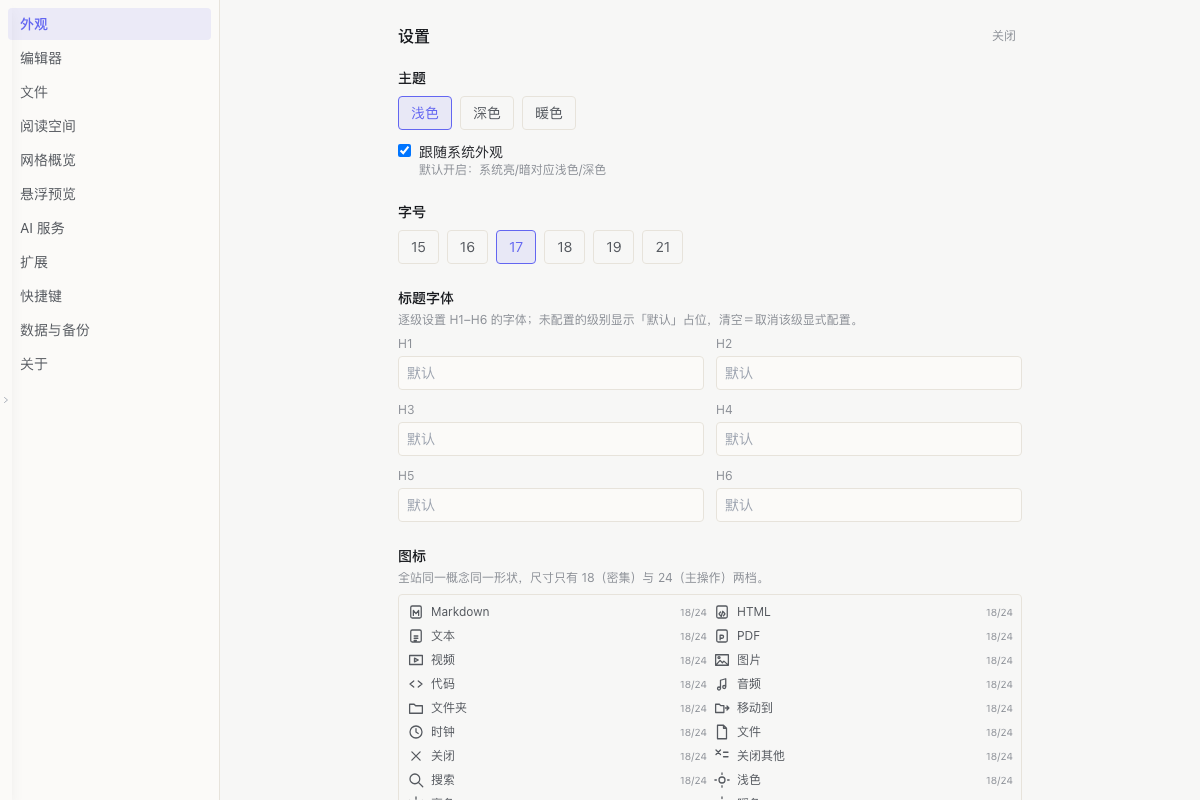 外观
编辑器
文件
阅读空间
网格概览
悬浮预览
AI 服务
扩展
快捷键
数据与备份
关于
设置
关闭
主题
浅色 深色 暖色
跟随系统外观
默认开启：系统亮/暗对应浅色/深色
字号
15 16 17 18 19 21
标题字体
逐级设置 H1–H6 的字体；未配置的级别显示「默认」占位，清空＝取消该级显式配置。
H1 H2
默认 默认
H3 H4
默认 默认
H5 H6
默认 默认
图标
全站同一概念同一形状，尺寸只有 18（密集）与 24（主操作）两档。
Markdown 18/24 HTML 18/24
文本 18/24 PDF 18/24
视频 18/24 图片 18/24
代码 18/24 音频 18/24
文件夹 18/24 移动到 18/24
时钟 18/24 文件 18/24
关闭 18/24 关闭其他 18/24
搜索 18/24 浅色 18/24